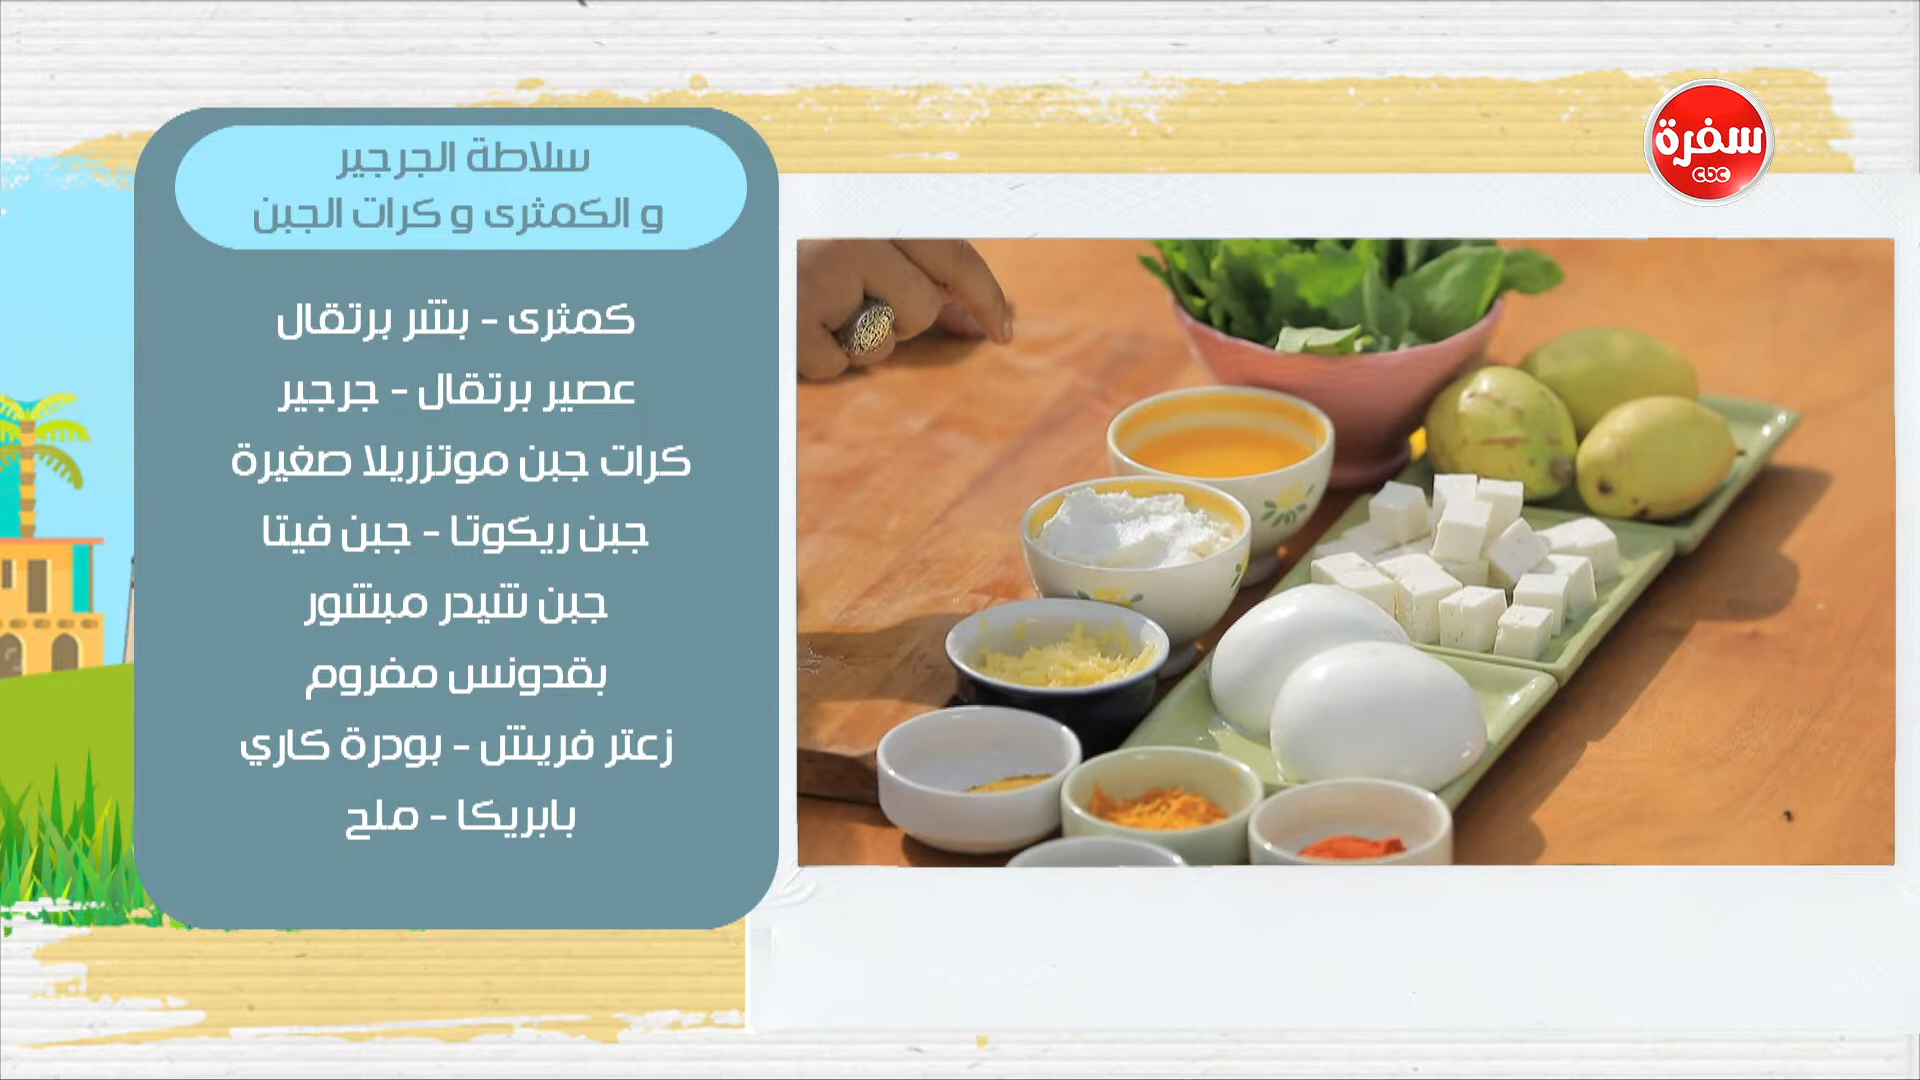 سلاطة الجرجير
و الكمثرى و كرات الجبن
كمثرى - بشر برتقال
عصير برتقال - جرجير
كرات جبن موتزريلا صغيرة
جبن ريكوتا - جبن فيتا
جبن شيدر مبشور
بقدونس مفروم
زعتر فريش - بودرة كاري
بابريكا - ملح
سفرة
cbc